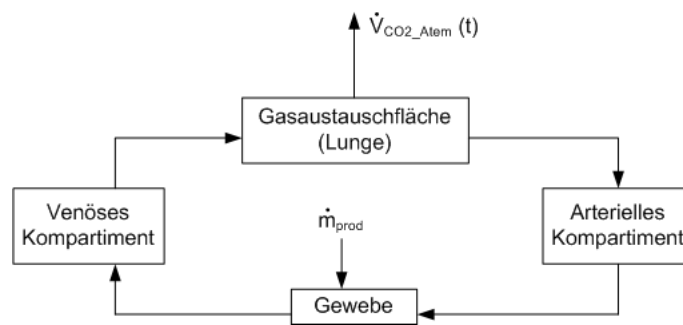 V̇CO2_Atem (t)
Gasaustauschfläche
(Lunge)
Venöses
Kompartiment
Arterielles
Kompartiment
ṁprod
Gewebe